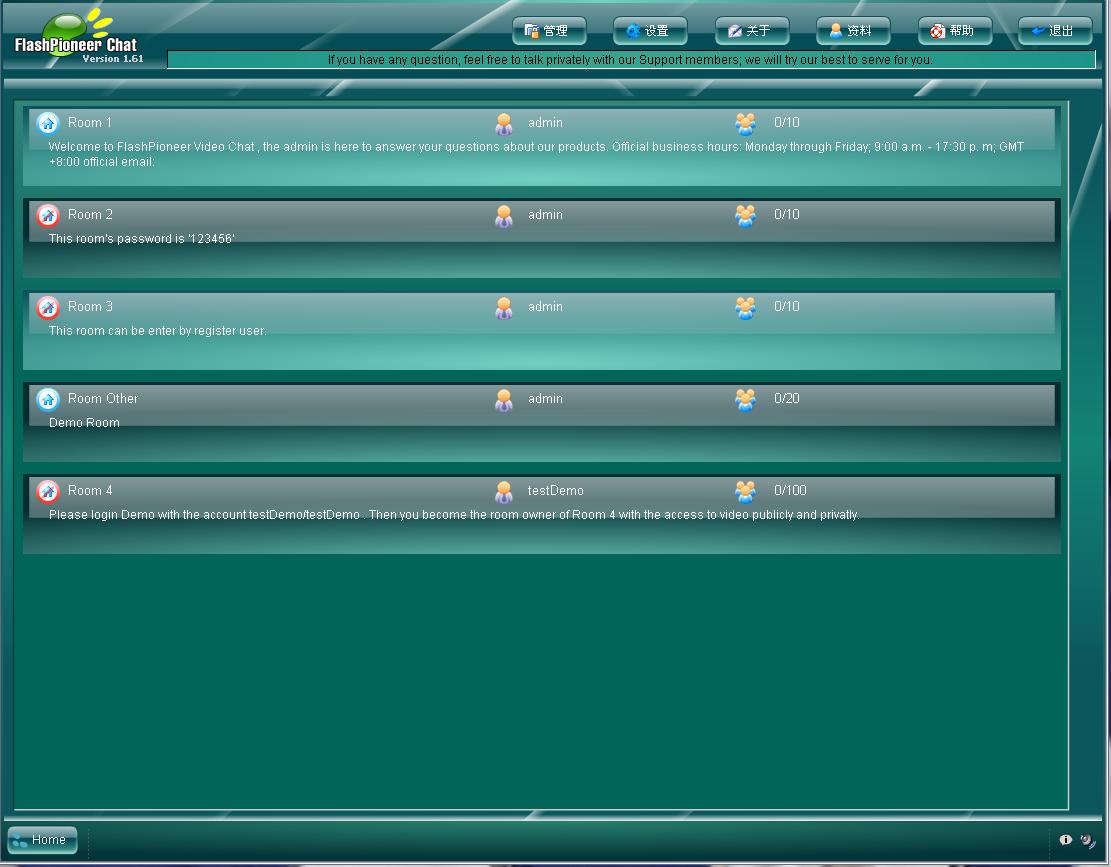 FlashPioneer Chat
Version 1.61
管理
设置
关于
资料
帮助
退出
If you have any question, feel free to talk privately with our Support members; we will try our best to serve for you.
Room 1 admin 0/10
Welcome to FlashPioneer Video Chat , the admin is here to answer your questions about our products. Official business hours: Monday through Friday; 9:00 a.m. - 17:30 p. m; GMT
+8:00 official email:
Room 2 admin 0/10
This room's password is '123456'
Room 3 admin 0/10
This room can be enter by register user.
Room Other admin 0/20
Demo Room
Room 4 testDemo 0/100
Please login Demo with the account testDemo/testDemo . Then you become the room owner of Room 4 with the access to video publicly and privatly.
Home